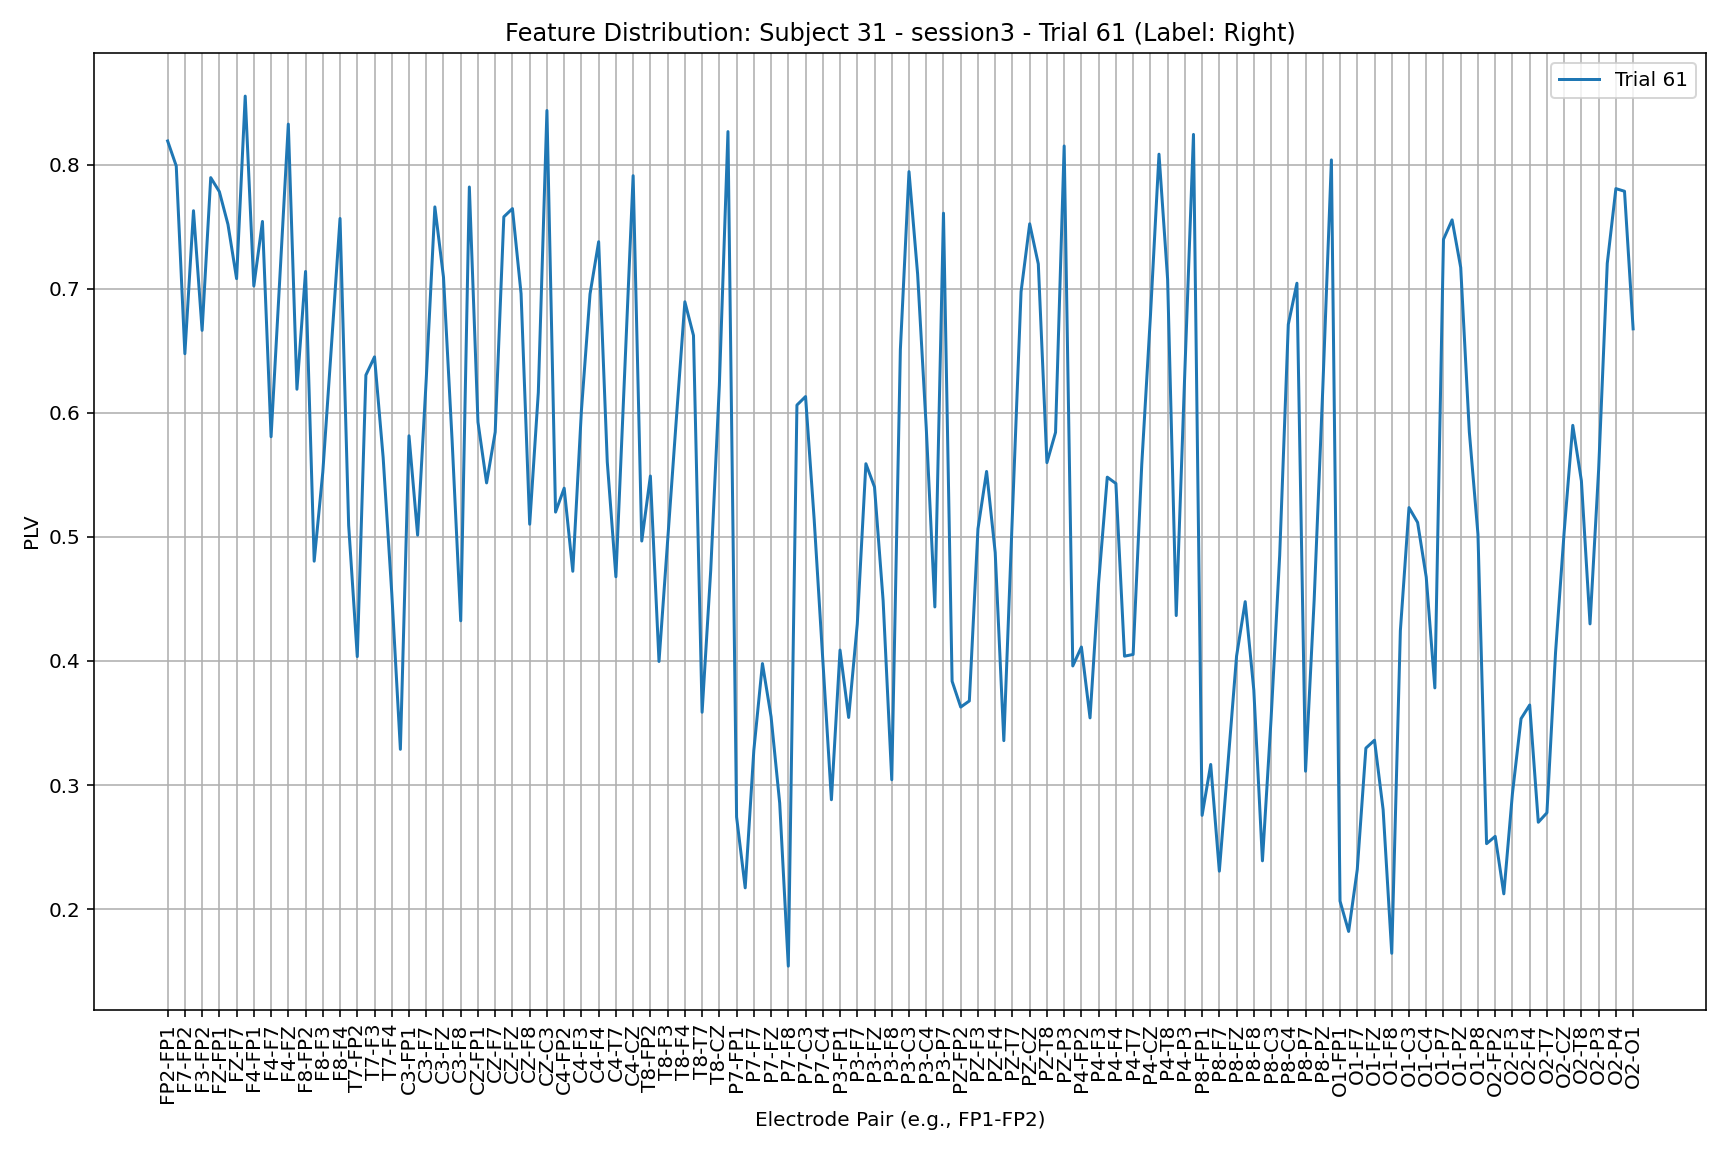 Feature Distribution: Subject 31 - session3 - Trial 61 (Label: Right)
Trial 61
PLV
0.8
0.7
0.6
0.5
0.4
0.3
0.2
FP2-FP1
F7-FP2
F3-FP2
FZ-FP1
FZ-F7
F4-FP1
F4-F7
F4-FZ
F8-FP2
F8-F3
F8-F4
T7-FP2
T7-F3
T7-F4
C3-FP1
C3-F7
C3-FZ
C3-F8
CZ-FP1
CZ-F7
CZ-FZ
CZ-F8
CZ-C3
C4-FP2
C4-F3
C4-F4
C4-T7
C4-CZ
T8-FP2
T8-F3
T8-F4
T8-T7
T8-CZ
P7-FP1
P7-F7
P7-FZ
P7-F8
P7-C3
P7-C4
P3-FP1
P3-F7
P3-FZ
P3-F8
P3-C3
P3-C4
P3-P7
PZ-FP2
PZ-F3
PZ-F4
PZ-T7
PZ-CZ
PZ-T8
PZ-P3
P4-FP2
P4-F3
P4-F4
P4-T7
P4-CZ
P4-T8
P4-P3
P8-FP1
P8-F7
P8-FZ
P8-F8
P8-C3
P8-C4
P8-P7
P8-PZ
O1-FP1
O1-F7
O1-FZ
O1-F8
O1-C3
O1-C4
O1-P7
O1-PZ
O1-P8
O2-FP2
O2-F3
O2-F4
O2-T7
O2-CZ
O2-T8
O2-P3
O2-P4
O2-O1
Electrode Pair (e.g., FP1-FP2)